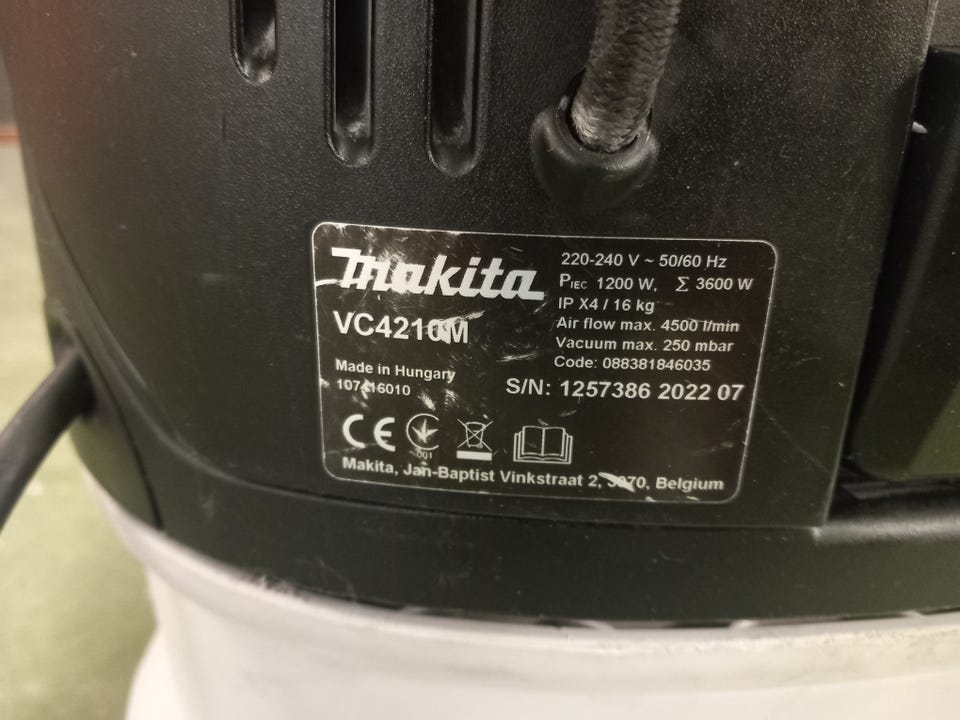 makita
VC4210M
Made in Hungary
107416010
220-240 V ~ 50/60 Hz
PIEC 1200 W, Σ 3600 W
IP X4 / 16 kg
Air flow max. 4500 l/min
Vacuum max. 250 mbar
Code: 088381846035
S/N: 1257386 2022 07
CE
001
Makita, Jan-Baptist Vinkstraat 2, 3070, Belgium